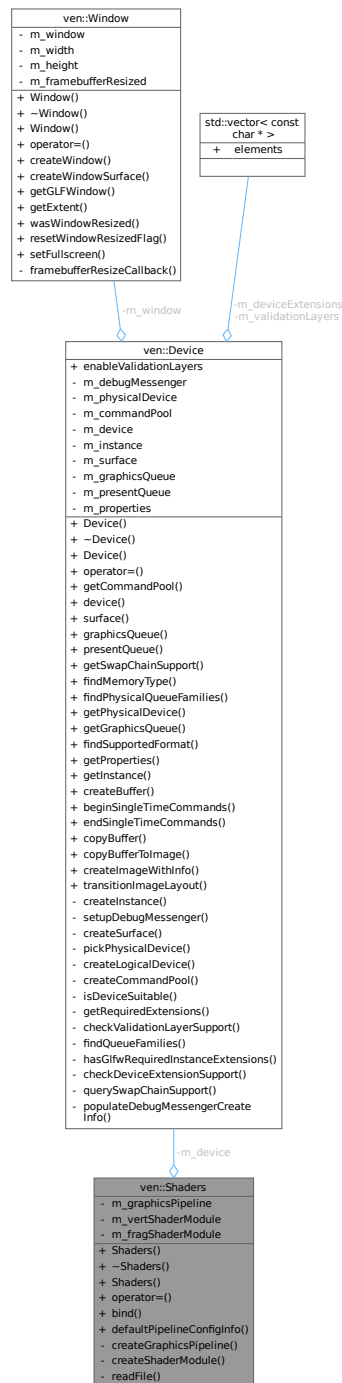 ven::Window
- m_window
- m_width
- m_height
- m_framebufferResized
+ Window()
+ ~Window()
+ Window()
+ operator=()
+ createWindow()
+ createWindowSurface()
+ getGLFWindow()
+ getExtent()
+ wasWindowResized()
+ resetWindowResizedFlag()
+ setFullscreen()
- framebufferResizeCallback()
std::vector< const
char * >
+ elements
-m_window
-m_deviceExtensions
-m_validationLayers
ven::Device
+ enableValidationLayers
- m_debugMessenger
- m_physicalDevice
- m_commandPool
- m_device
- m_instance
- m_surface
- m_graphicsQueue
- m_presentQueue
- m_properties
+ Device()
+ ~Device()
+ Device()
+ operator=()
+ getCommandPool()
+ device()
+ surface()
+ graphicsQueue()
+ presentQueue()
+ getSwapChainSupport()
+ findMemoryType()
+ findPhysicalQueueFamilies()
+ getPhysicalDevice()
+ getGraphicsQueue()
+ findSupportedFormat()
+ getProperties()
+ getInstance()
+ createBuffer()
+ beginSingleTimeCommands()
+ endSingleTimeCommands()
+ copyBuffer()
+ copyBufferToImage()
+ createImageWithInfo()
+ transitionImageLayout()
- createInstance()
- setupDebugMessenger()
- createSurface()
- pickPhysicalDevice()
- createLogicalDevice()
- createCommandPool()
- isDeviceSuitable()
- getRequiredExtensions()
- checkValidationLayerSupport()
- findQueueFamilies()
- hasGlfwRequiredInstanceExtensions()
- checkDeviceExtensionSupport()
- querySwapChainSupport()
- populateDebugMessengerCreate
Info()
-m_device
ven::Shaders
- m_graphicsPipeline
- m_vertShaderModule
- m_fragShaderModule
+ Shaders()
+ ~Shaders()
+ Shaders()
+ operator=()
+ bind()
+ defaultPipelineConfigInfo()
- createGraphicsPipeline()
- createShaderModule()
- readFile()